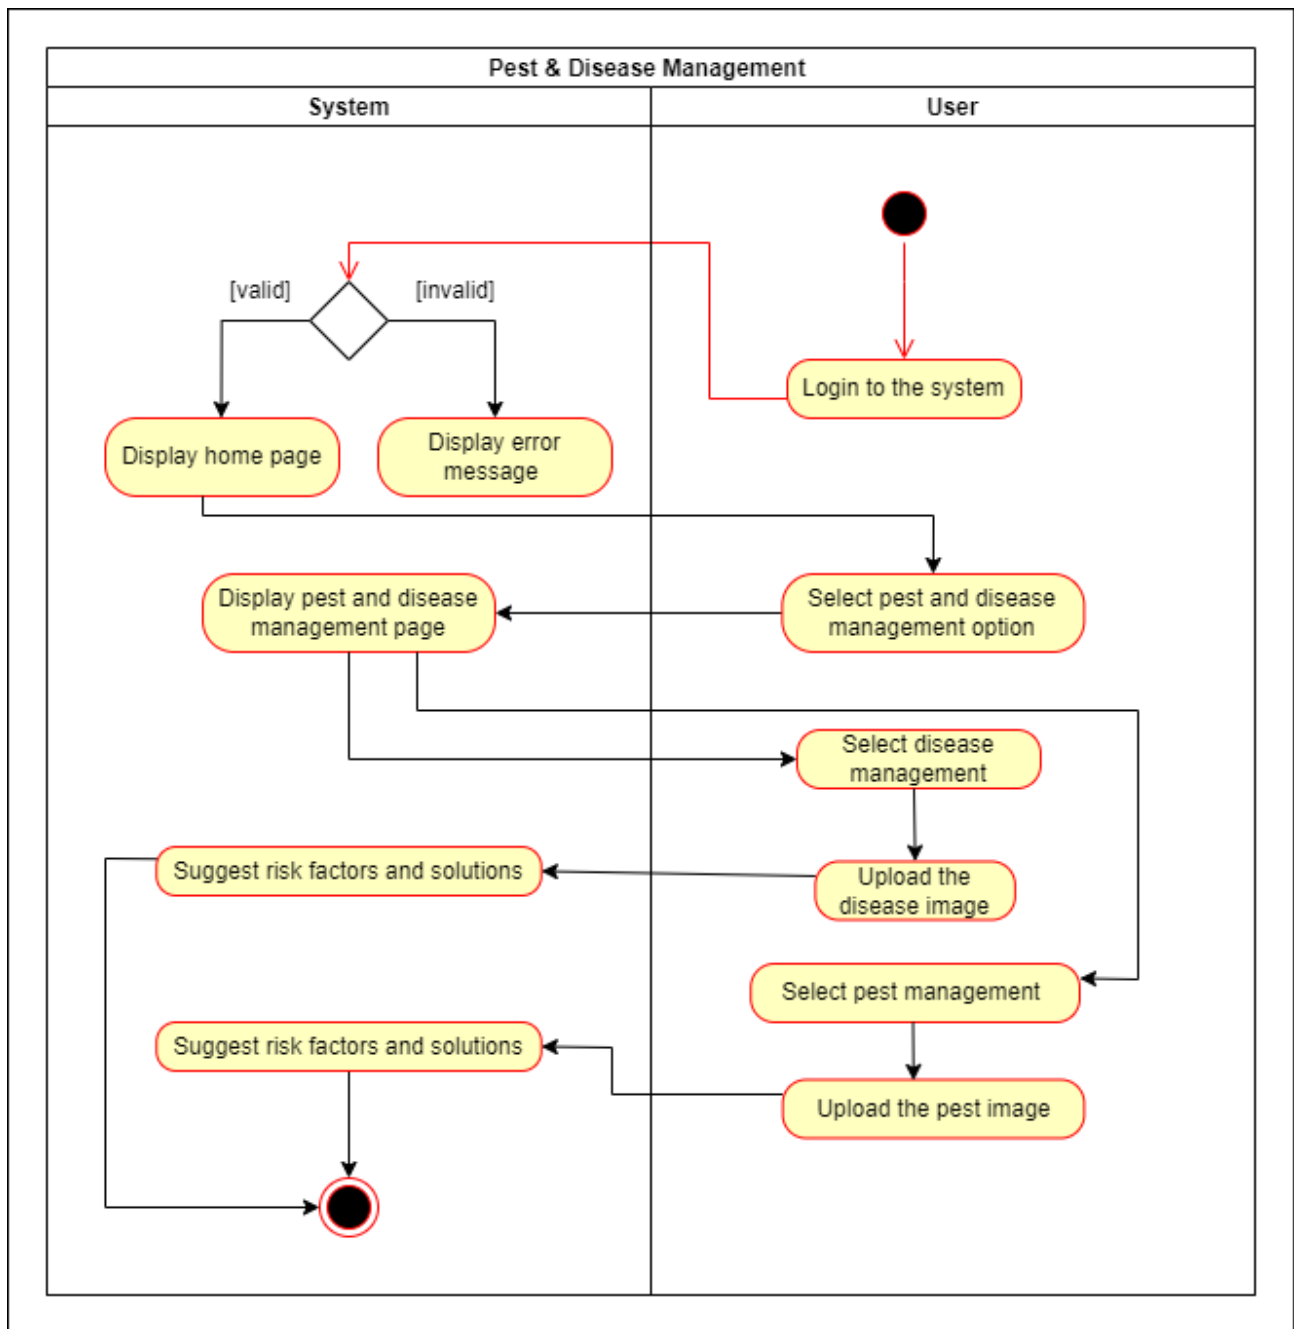 Pest & Disease Management
System
User
[valid]
[invalid]
Login to the system
Display home page
Display error
message
Display pest and disease
management page
Select pest and disease
management option
Select disease
management
Suggest risk factors and solutions
Upload the
disease image
Select pest management
Suggest risk factors and solutions
Upload the pest image